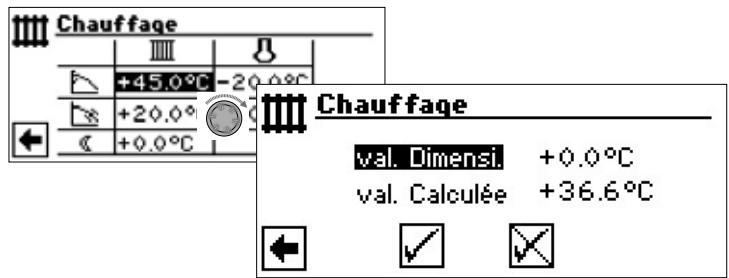 Chauffage
+45.0°C -20.0°C
+20.0°
+0.0°C
Chauffage
val. Dimensi. +0.0°C
val. Calculée +36.6°C